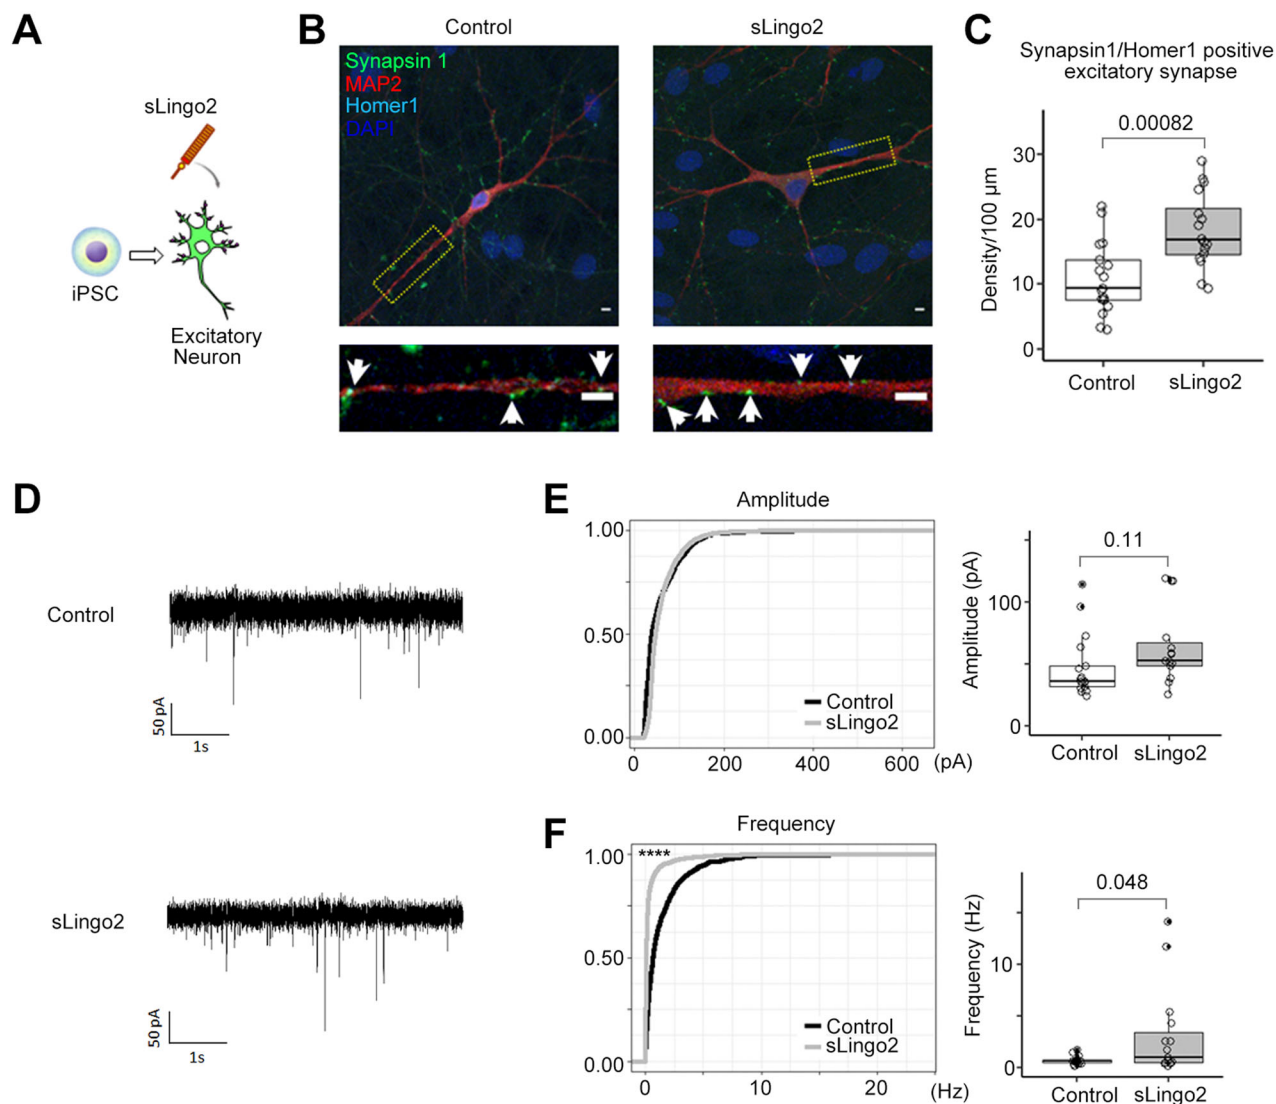 A
sLingo2
iPSC
Excitatory
Neuron
B
Control
sLingo2
Synapsin 1
MAP2
Homer1
DAPI
C
Synapsin1/Homer1 positive
excitatory synapse
0.00082
Density/100 µm
30
20
10
0
Control
sLingo2
D
Control
50 pA
1s
sLingo2
50 pA
1s
E
Amplitude
1.00
0.50
0.00
Control
sLingo2
0
200
400
600
(pA)
0.11
Amplitude (pA)
100
0
Control
sLingo2
F
Frequency
****
1.00
0.50
0.00
Control
sLingo2
0
10
20
(Hz)
0.048
Frequency (Hz)
10
0
Control
sLingo2